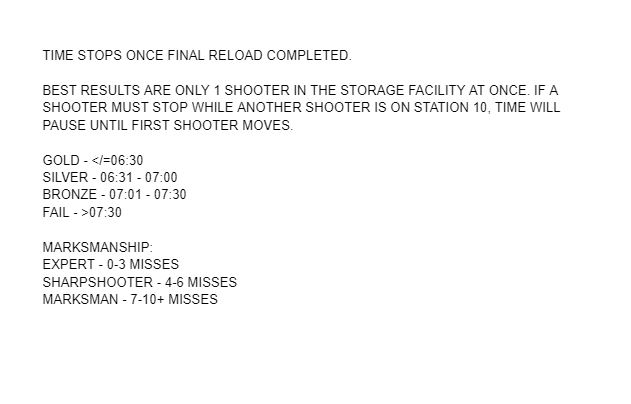 TIME STOPS ONCE FINAL RELOAD COMPLETED.
BEST RESULTS ARE ONLY 1 SHOOTER IN THE STORAGE FACILITY AT ONCE. IF A
SHOOTER MUST STOP WHILE ANOTHER SHOOTER IS ON STATION 10, TIME WILL
PAUSE UNTIL FIRST SHOOTER MOVES.
GOLD - </=06:30
SILVER - 06:31 - 07:00
BRONZE - 07:01 - 07:30
FAIL - >07:30
MARKSMANSHIP:
EXPERT - 0-3 MISSES
SHARPSHOOTER - 4-6 MISSES
MARKSMAN - 7-10+ MISSES